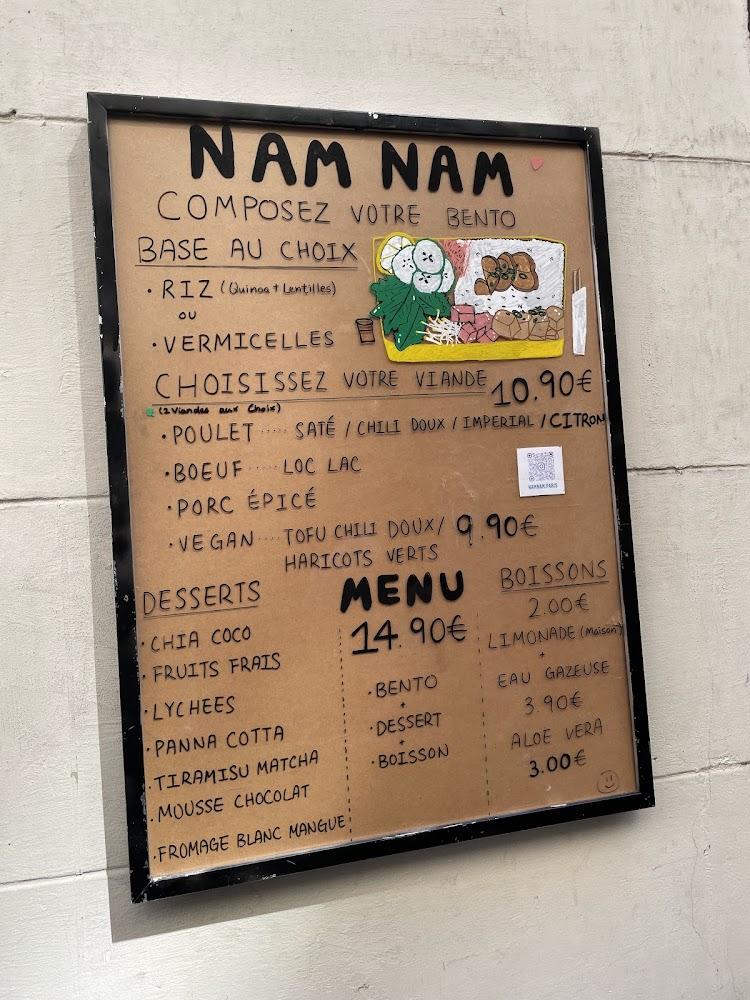 NAM NAM
COMPOSEZ VOTRE BENTO
BASE AU CHOIX
· RIZ (Quinoa + Lentilles)
ou
· VERMICELLES
CHOISISSEZ VOTRE VIANDE 10.90€
(2 Viandes aux Choix)
· POULET ····· SATÉ / CHILI DOUX / IMPERIAL / CITRON
· BOEUF ····· LOC LAC
· PORC ÉPICÉ
· VEGAN ··· TOFU CHILI DOUX/ 9.90€
HARICOTS VERTS
NAMNAM.PARIS
DESSERTS
· CHIA COCO
· FRUITS FRAIS
· LYCHEES
· PANNA COTTA
· TIRAMISU MATCHA
· MOUSSE CHOCOLAT
· FROMAGE BLANC MANGUE
MENU
14.90€
· BENTO
+
· DESSERT
+
· BOISSON
BOISSONS
2.00€
LIMONADE (Maison)
+
EAU GAZEUSE
3.90€
ALOE VERA
3.00€